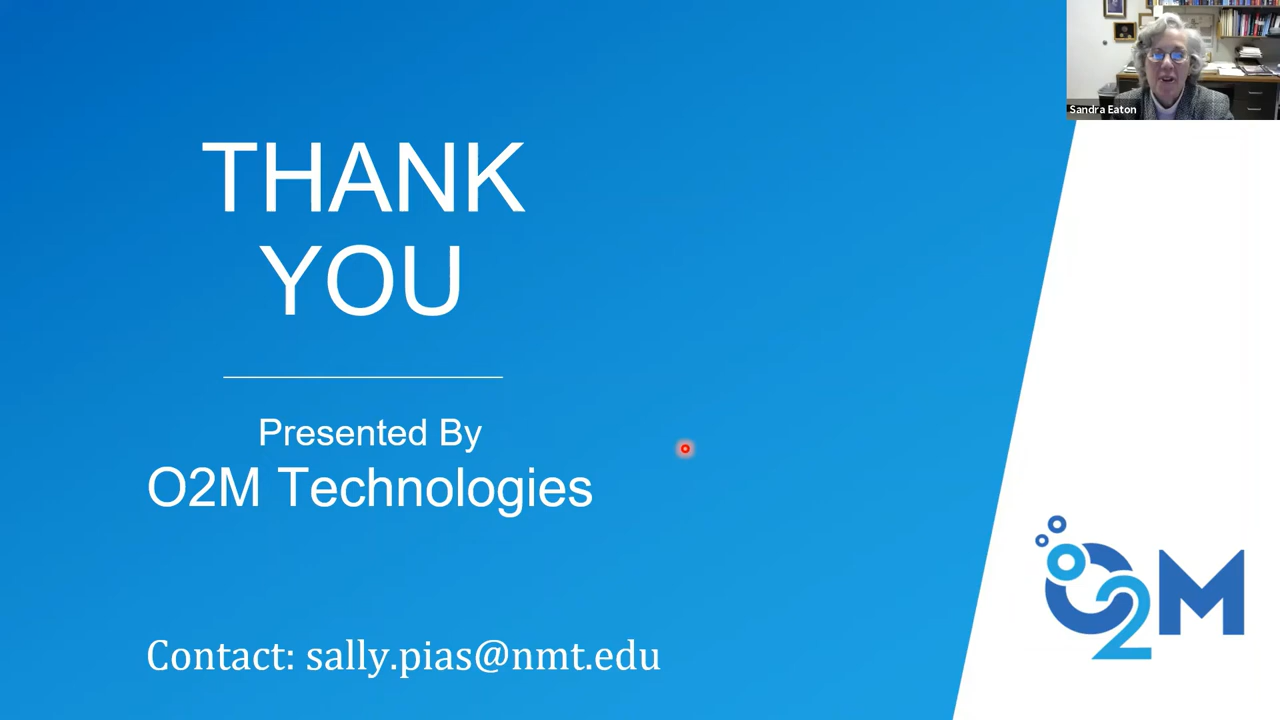 THANK
YOU
Presented By
O2M Technologies
Contact: sally.pias@nmt.edu
Sandra Eaton
O2M